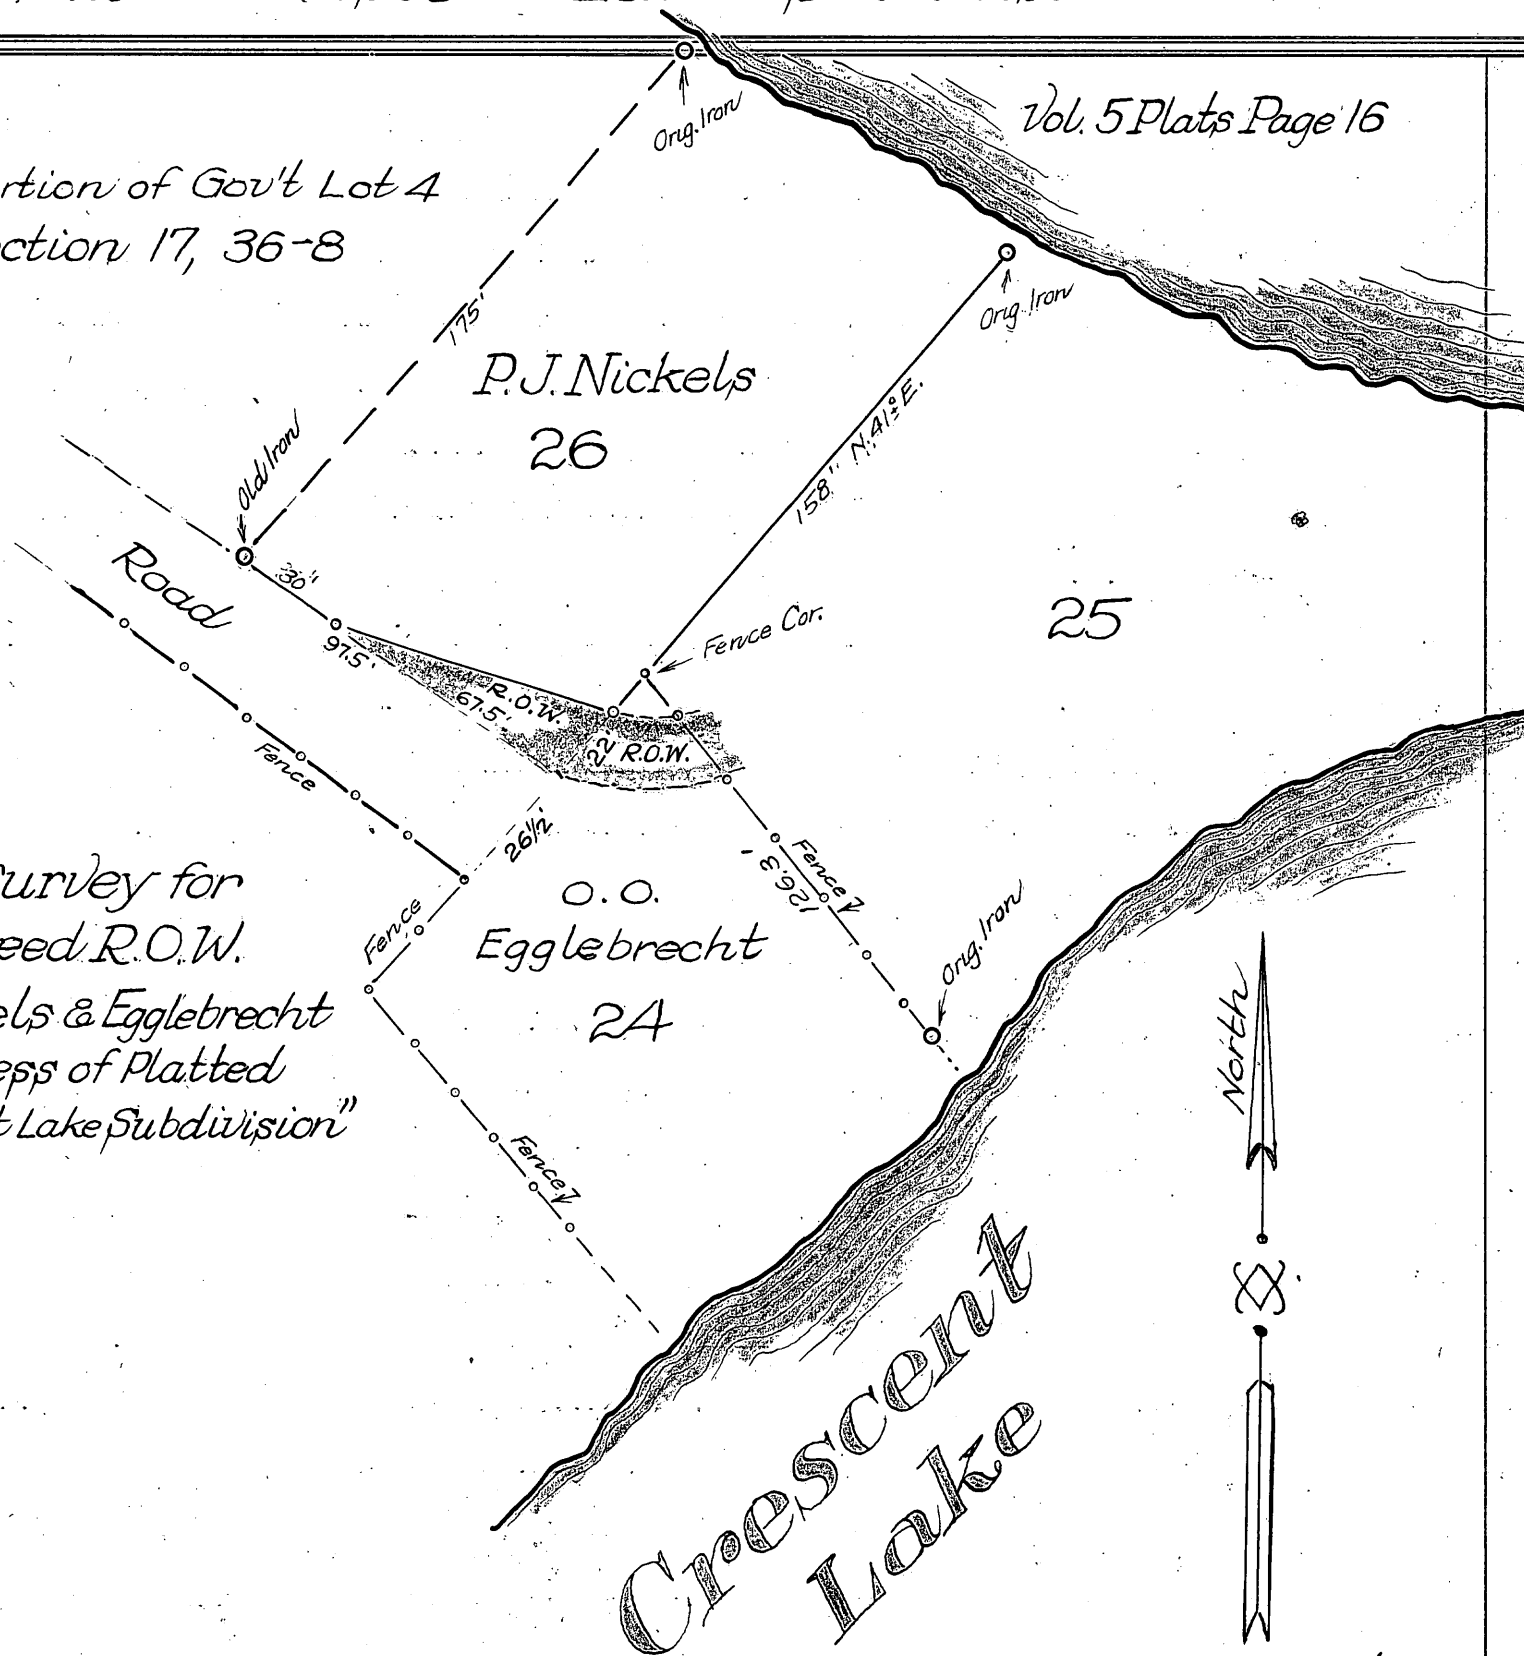 Vol. 5 Plats Page 16
Orig. Iron
rtion of Gov't Lot 4
ction 17, 36-8
Orig. Iron
175'
P.J. Nickels
26
158' N.41°± E.
Old Iron
30'
Road
97.5'
Fence Cor.
25
R.O.W.
67.5'
22
R.O.W.
Fence
26½'
Fence
126.3'
urvey for
eed R.O.W.
els & Egglebrecht
ess of Platted
t Lake Subdivision"
Fence
O.O.
Egglebrecht
24
Orig. Iron
Fence
North
Crescent
Lake